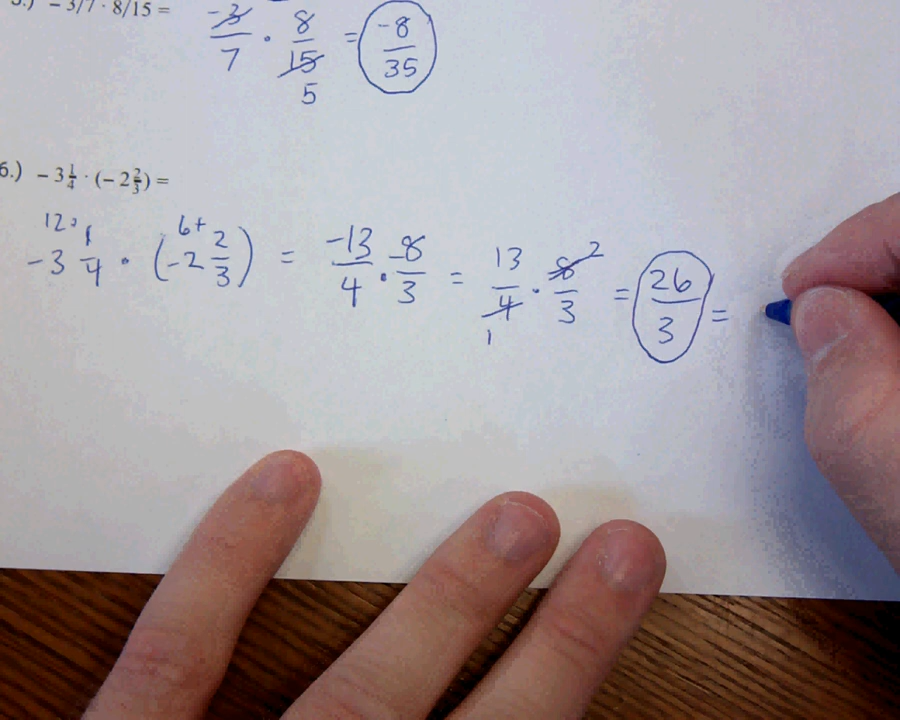 5.) - 3/7 · 8/15 =
-3/7 · 8/15 = -8/35
5
6.) - 3 1/4 · (- 2 2/3) =
12+ 6+
-3 1/4 · (-2 2/3) = -13/4 · -8/3 = 13/4 · 8/3 = 26/3 =
2
1